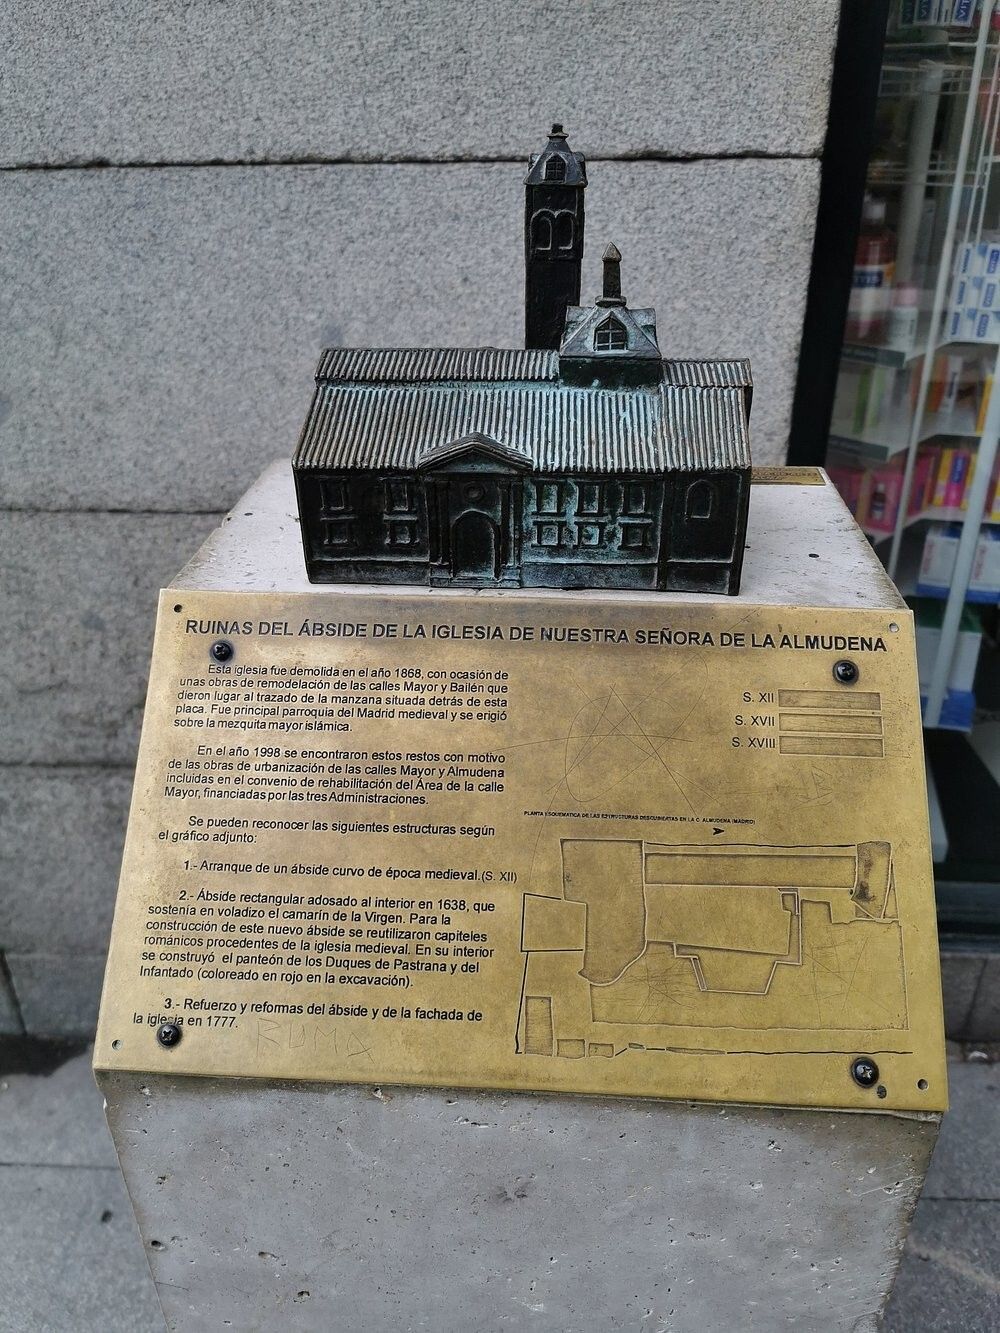 RUINAS DEL ÁBSIDE DE LA IGLESIA DE NUESTRA SEÑORA DE LA ALMUDENA
Esta iglesia fue demolida en el año 1868, con ocasión de
unas obras de remodelación de las calles Mayor y Bailén que
dieron lugar al trazado de la manzana situada detrás de esta
placa. Fue principal parroquia del Madrid medieval y se erigió
sobre la mezquita mayor islámica.
En el año 1998 se encontraron estos restos con motivo
de las obras de urbanización de las calles Mayor y Almudena
incluidas en el convenio de rehabilitación del Área de la calle
Mayor, financiadas por las tres Administraciones.
Se pueden reconocer las siguientes estructuras según
el gráfico adjunto:
1.- Arranque de un ábside curvo de época medieval.(S. XII)
2.- Ábside rectangular adosado al interior en 1638, que
sostenía en voladizo el camarín de la Virgen. Para la
construcción de este nuevo ábside se reutilizaron capiteles
románicos procedentes de la iglesia medieval. En su interior
se construyó el panteón de los Duques de Pastrana y del
Infantado (coloreado en rojo en la excavación).
3.- Refuerzo y reformas del ábside y de la fachada de
la iglesia en 1777.
RUMA
S. XII
S. XVII
S. XVIII
PLANTA ESQUEMATICA DE LAS ESTRUCTURAS DESCUBIERTAS EN LA C. ALMUDENA (MADRID)